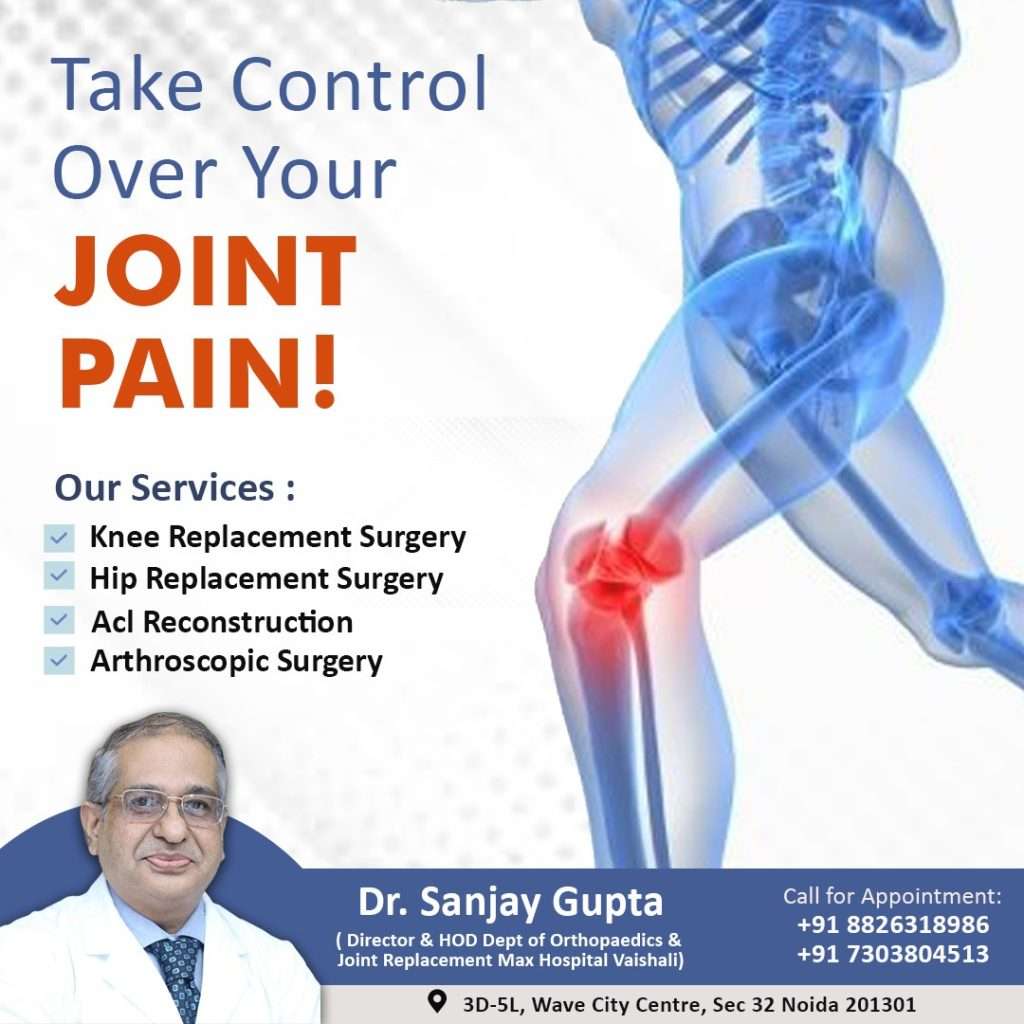 Take Control
Over Your
JOINT
PAIN!
Our Services :
Knee Replacement Surgery
Hip Replacement Surgery
Acl Reconstruction
Arthroscopic Surgery
Dr. Sanjay Gupta
( Director & HOD Dept of Orthopaedics &
Joint Replacement Max Hospital Vaishali)
Call for Appointment:
+91 8826318986
+91 7303804513
3D-5L, Wave City Centre, Sec 32 Noida 201301